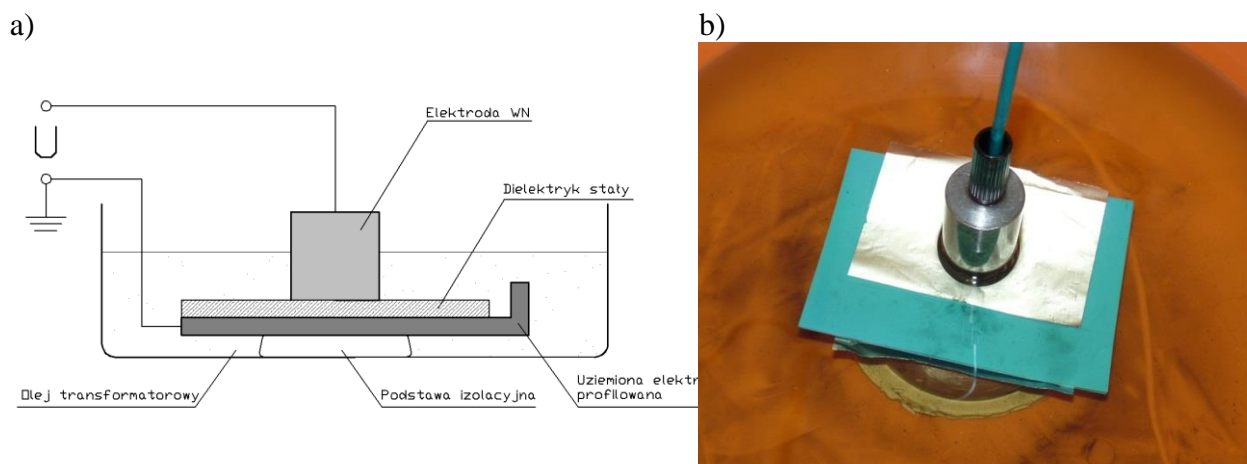 a)
b)
Elektroda WN
U
Dielektryk stały
Olej transformatorowy
Podstawa izolacyjna
Uziemiona elektr
profilowana